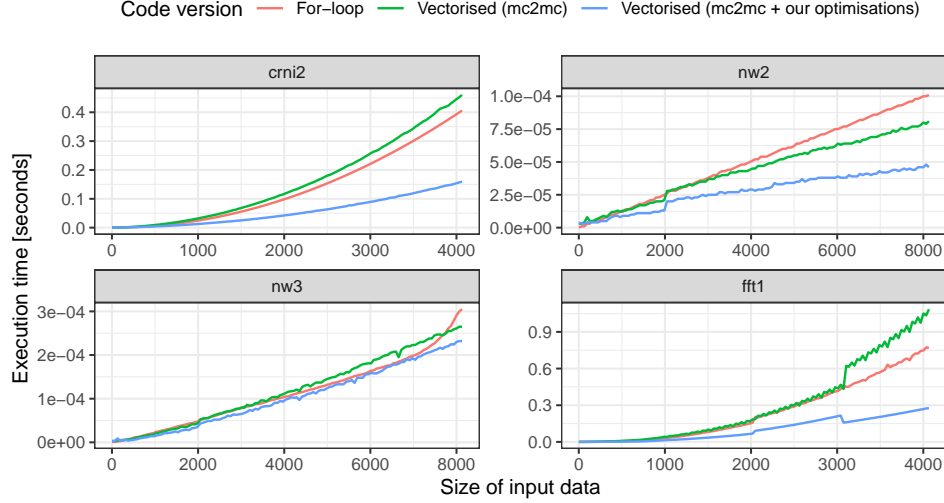 Code version For−loop Vectorised (mc2mc) Vectorised (mc2mc + our optimisations)
crni2
nw2
0.4
0.3
0.2
0.1
0.0
0 1000 2000 3000 4000
1.0e−04
7.5e−05
5.0e−05
2.5e−05
0.0e+00
0 2000 4000 6000 8000
nw3
fft1
3e−04
2e−04
1e−04
0e+00
0 2000 4000 6000 8000
0.9
0.6
0.3
0.0
0 1000 2000 3000 4000
Execution time [seconds]
Size of input data